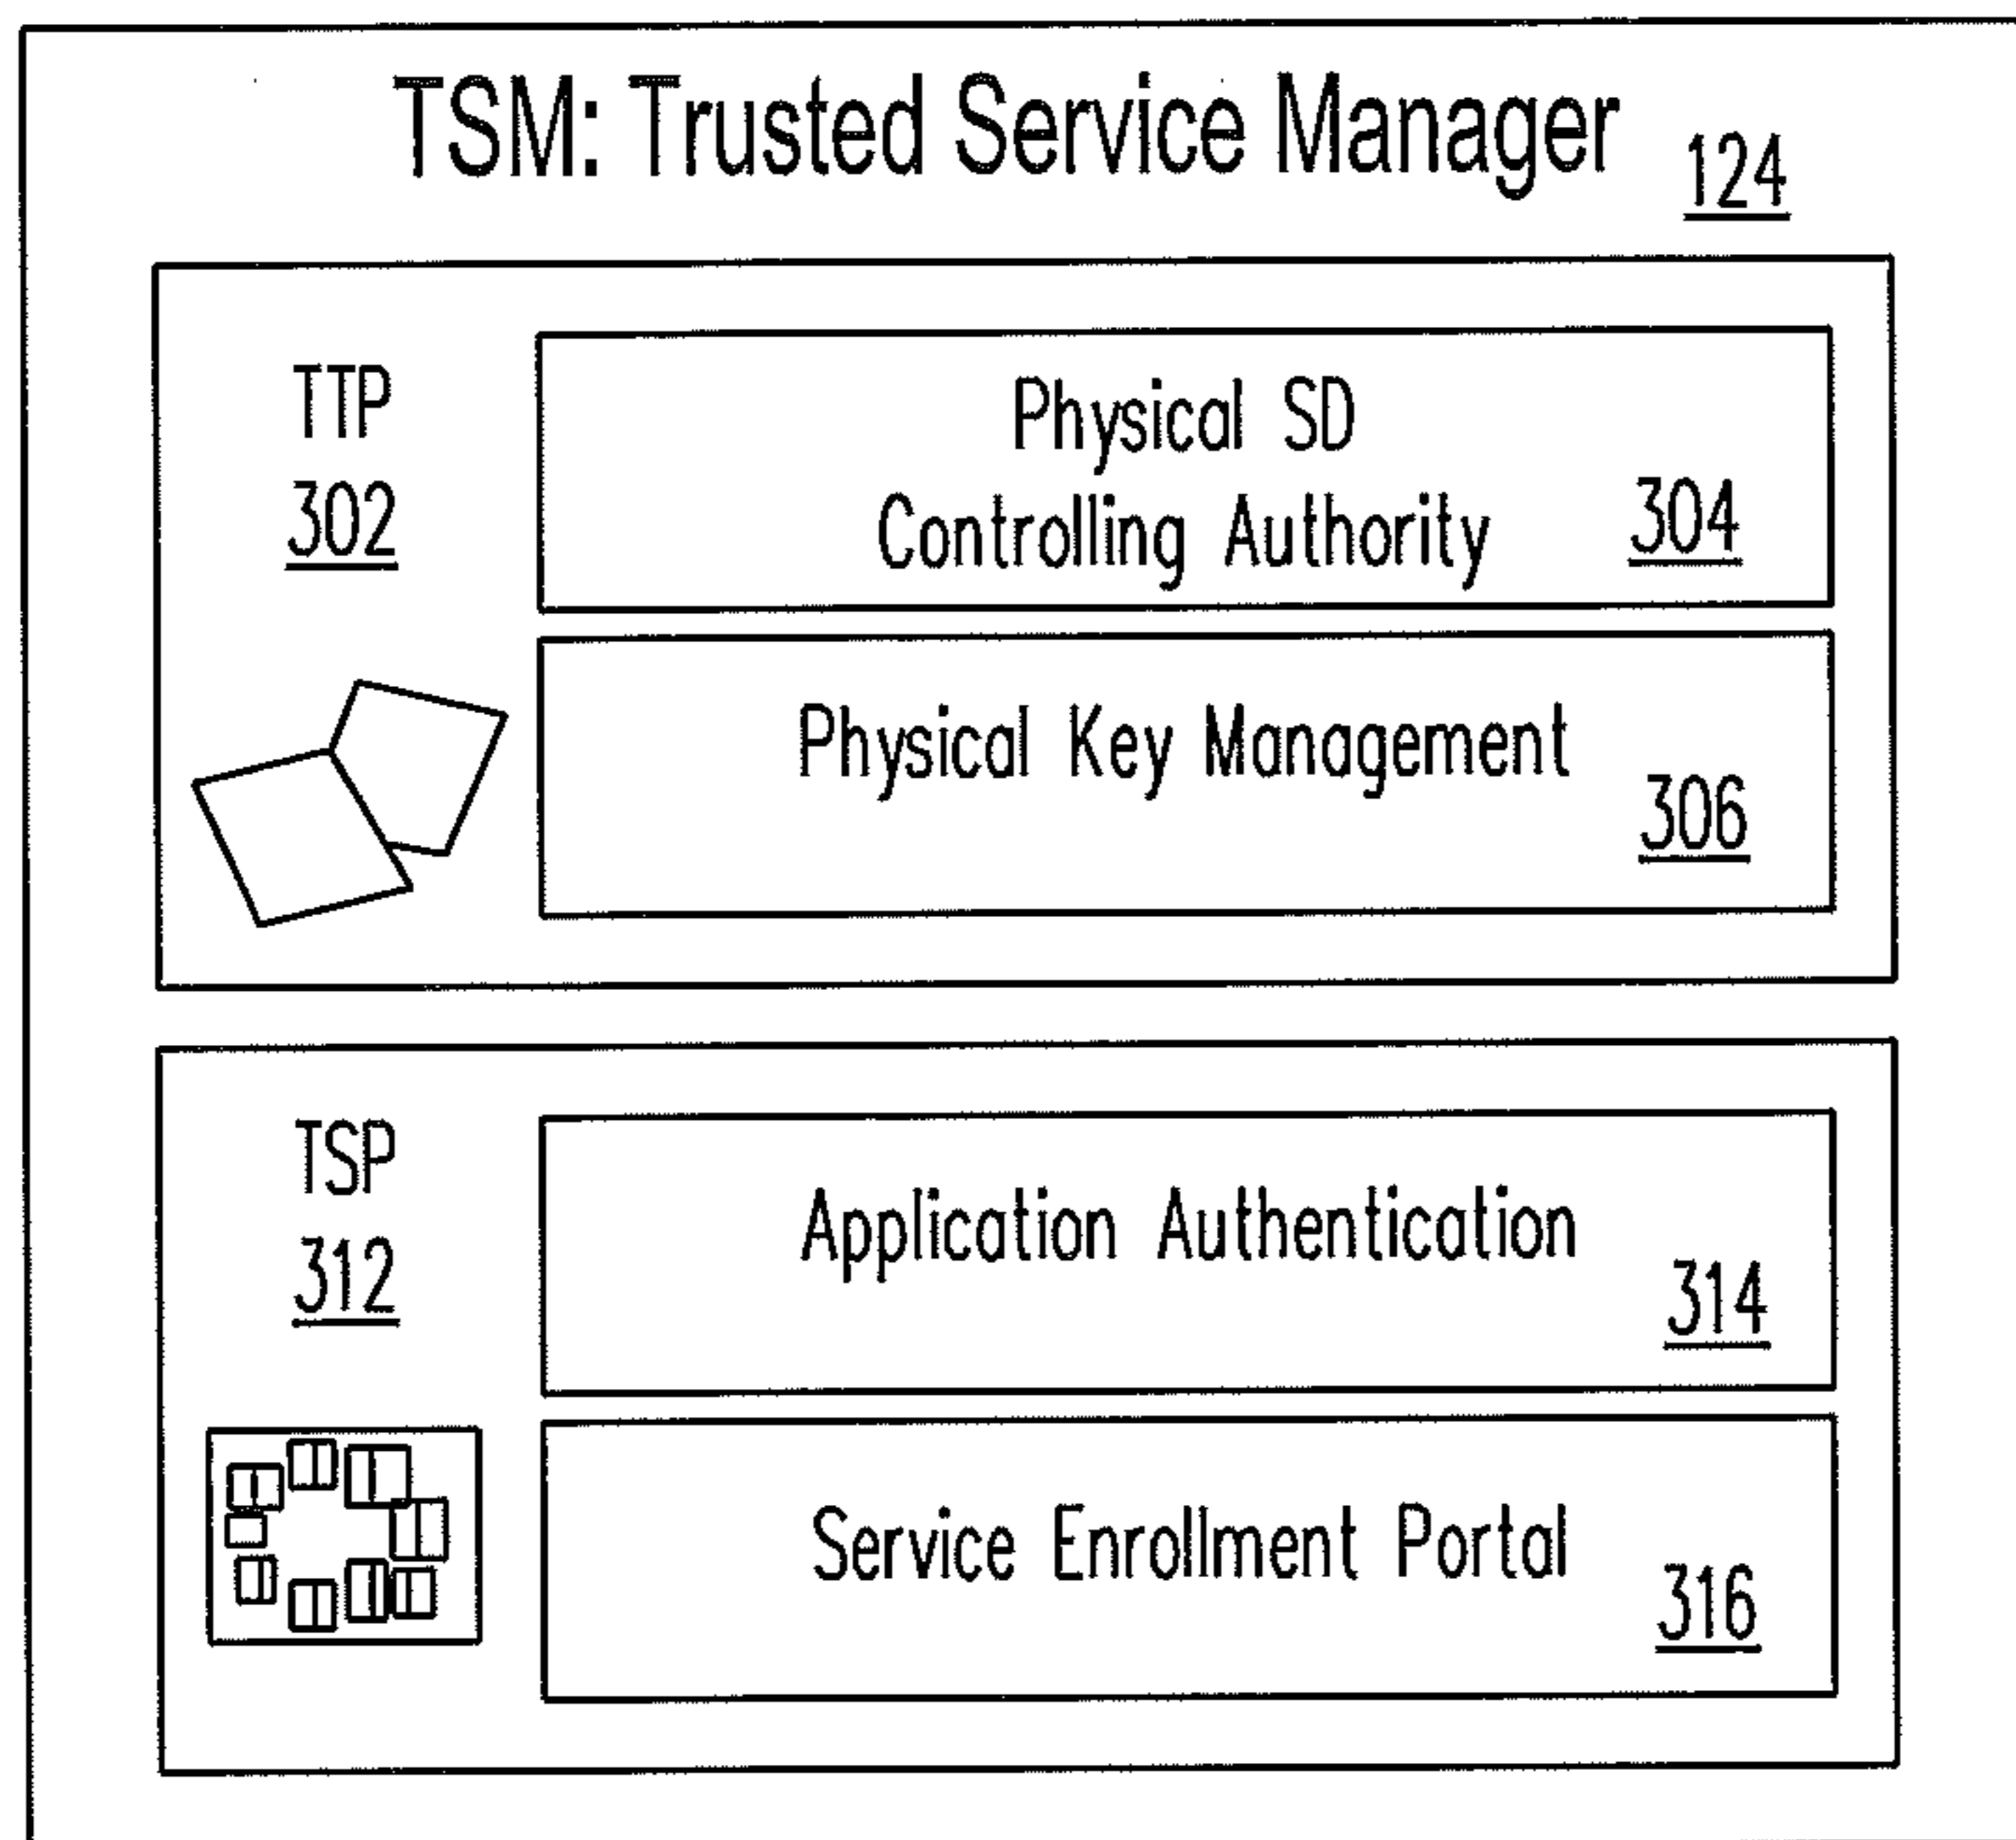 TSM: Trusted Service Manager 124
TTP
302
Physical SD
Controlling Authority 304
Physical Key Management
306
TSP
312
Application Authentication
314
Service Enrollment Portal
316